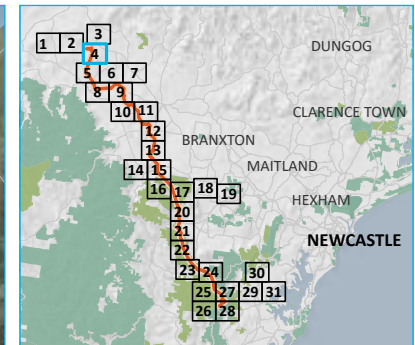 3
1 2
4
DUNGOG
5 6 7
8 9
10 11
CLARENCE TOWN
12
BRANXTON
13
MAITLAND
14 15
16 17 18 19
HEXHAM
20
21
NEWCASTLE
22
23 24 30
25 27 29 31
26 28